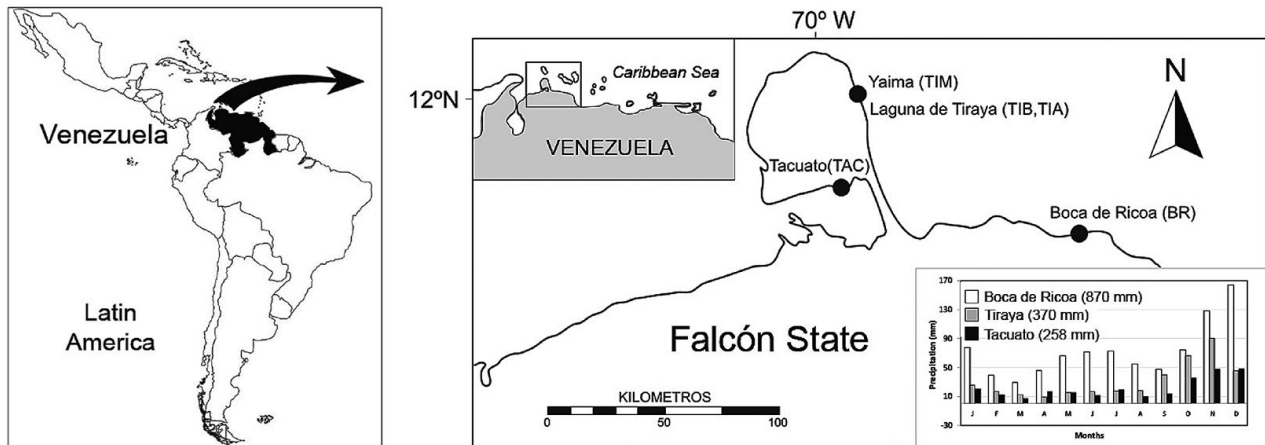 Venezuela
Latin
America
70º W
12ºN
Caribbean Sea
VENEZUELA
Yaima (TIM)
Laguna de Tiraya (TIB,TIA)
Tacuato(TAC)
Boca de Ricoa (BR)
N
Falcón State
KILOMETROS
0 50 100
Precipitation (mm)
170
90
50
10
-30
Boca de Ricoa (870 mm)
Tiraya (370 mm)
Tacuato (258 mm)
J F M A M J J A S O N D
Months